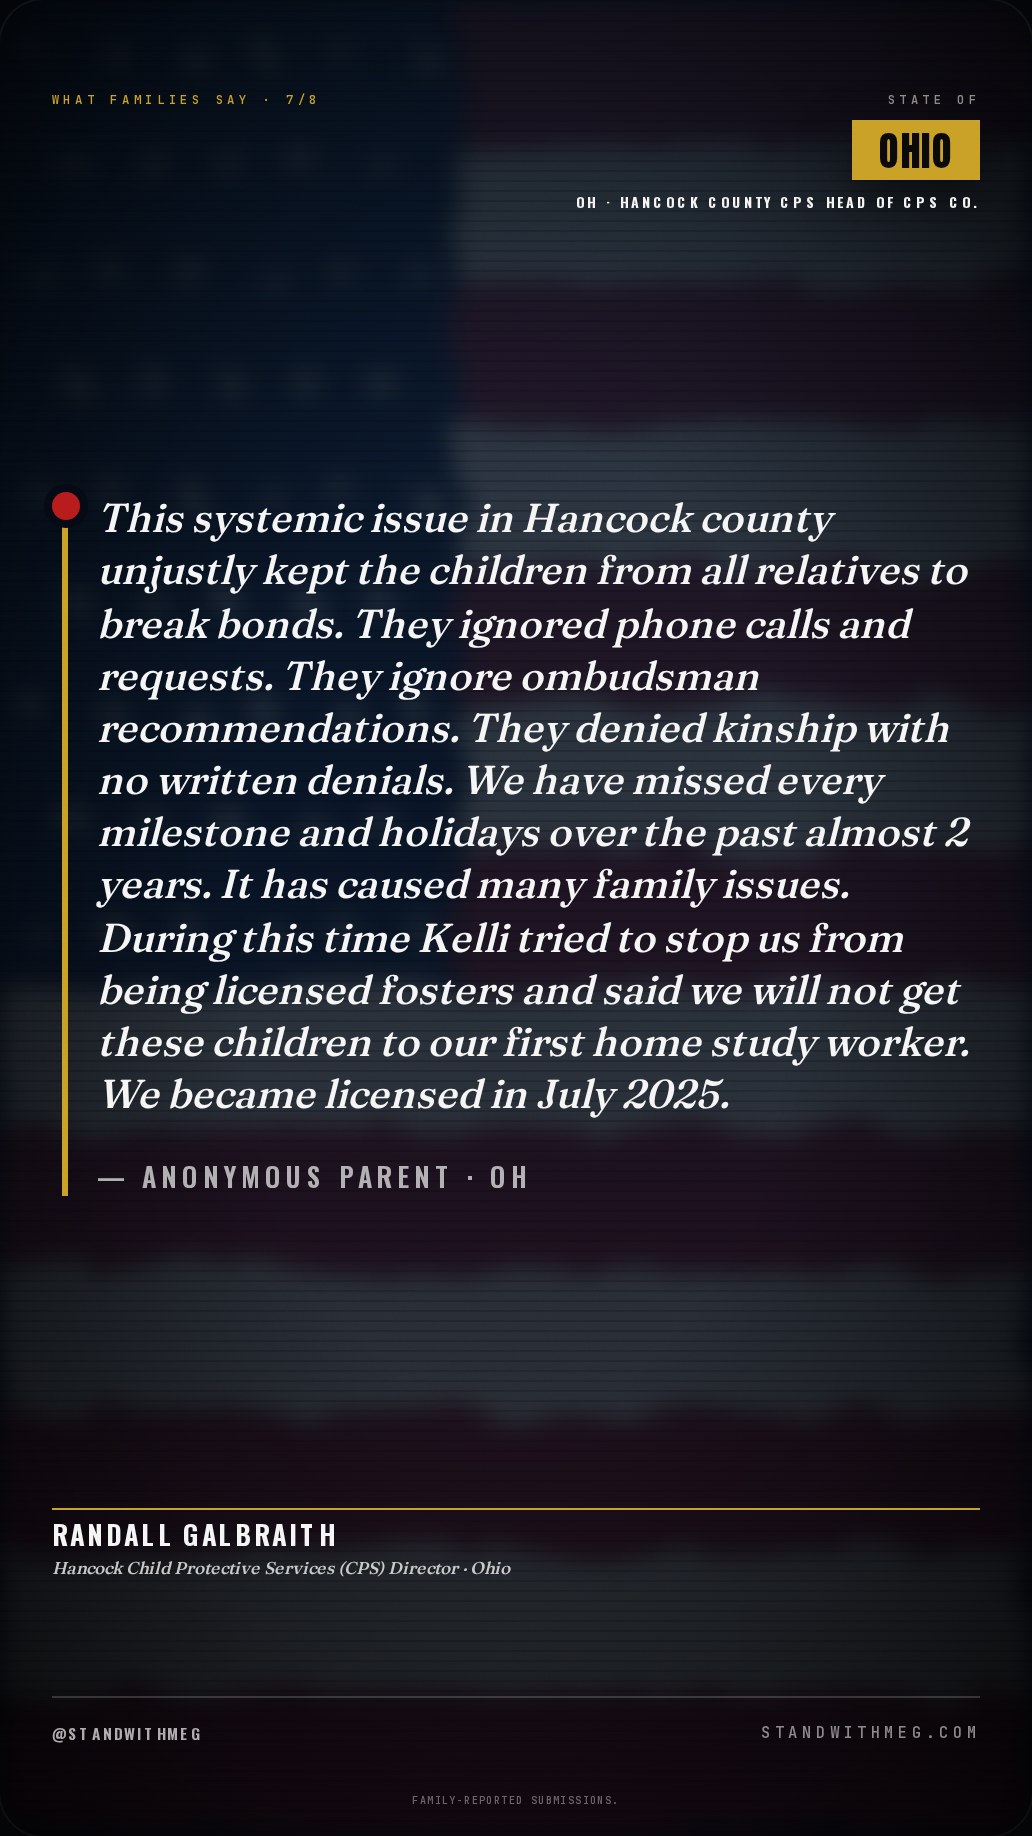 WHAT FAMILIES SAY · 7/8
STATE OF
OHIO
OH · HANCOCK COUNTY CPS HEAD OF CPS CO.
This systemic issue in Hancock county
unjustly kept the children from all relatives to
break bonds. They ignored phone calls and
requests. They ignore ombudsman
recommendations. They denied kinship with
no written denials. We have missed every
milestone and holidays over the past almost 2
years. It has caused many family issues.
During this time Kelli tried to stop us from
being licensed fosters and said we will not get
these children to our first home study worker.
We became licensed in July 2025.
— ANONYMOUS PARENT · OH
RANDALL GALBRAITH
Hancock Child Protective Services (CPS) Director · Ohio
@STANDWITHMEG
STANDWITHMEG.COM
FAMILY-REPORTED SUBMISSIONS.